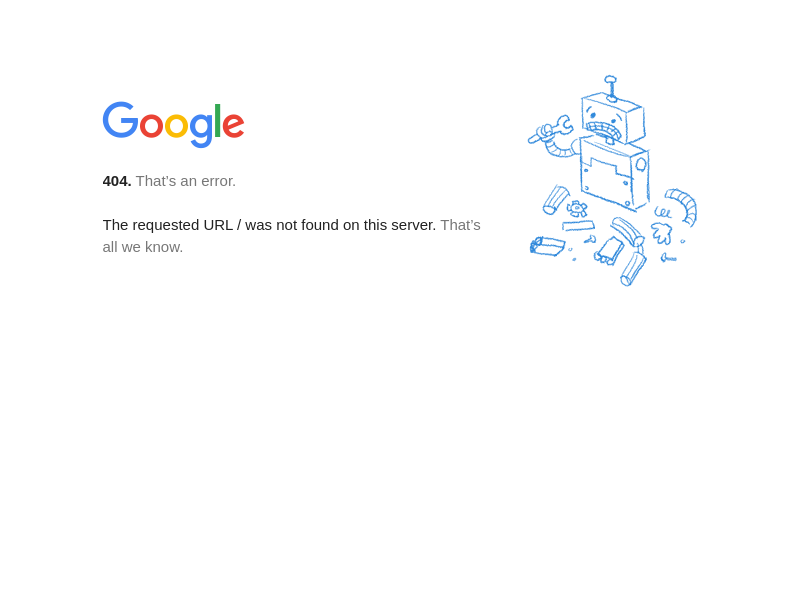 Google
404. That’s an error.
The requested URL / was not found on this server. That’s
all we know.